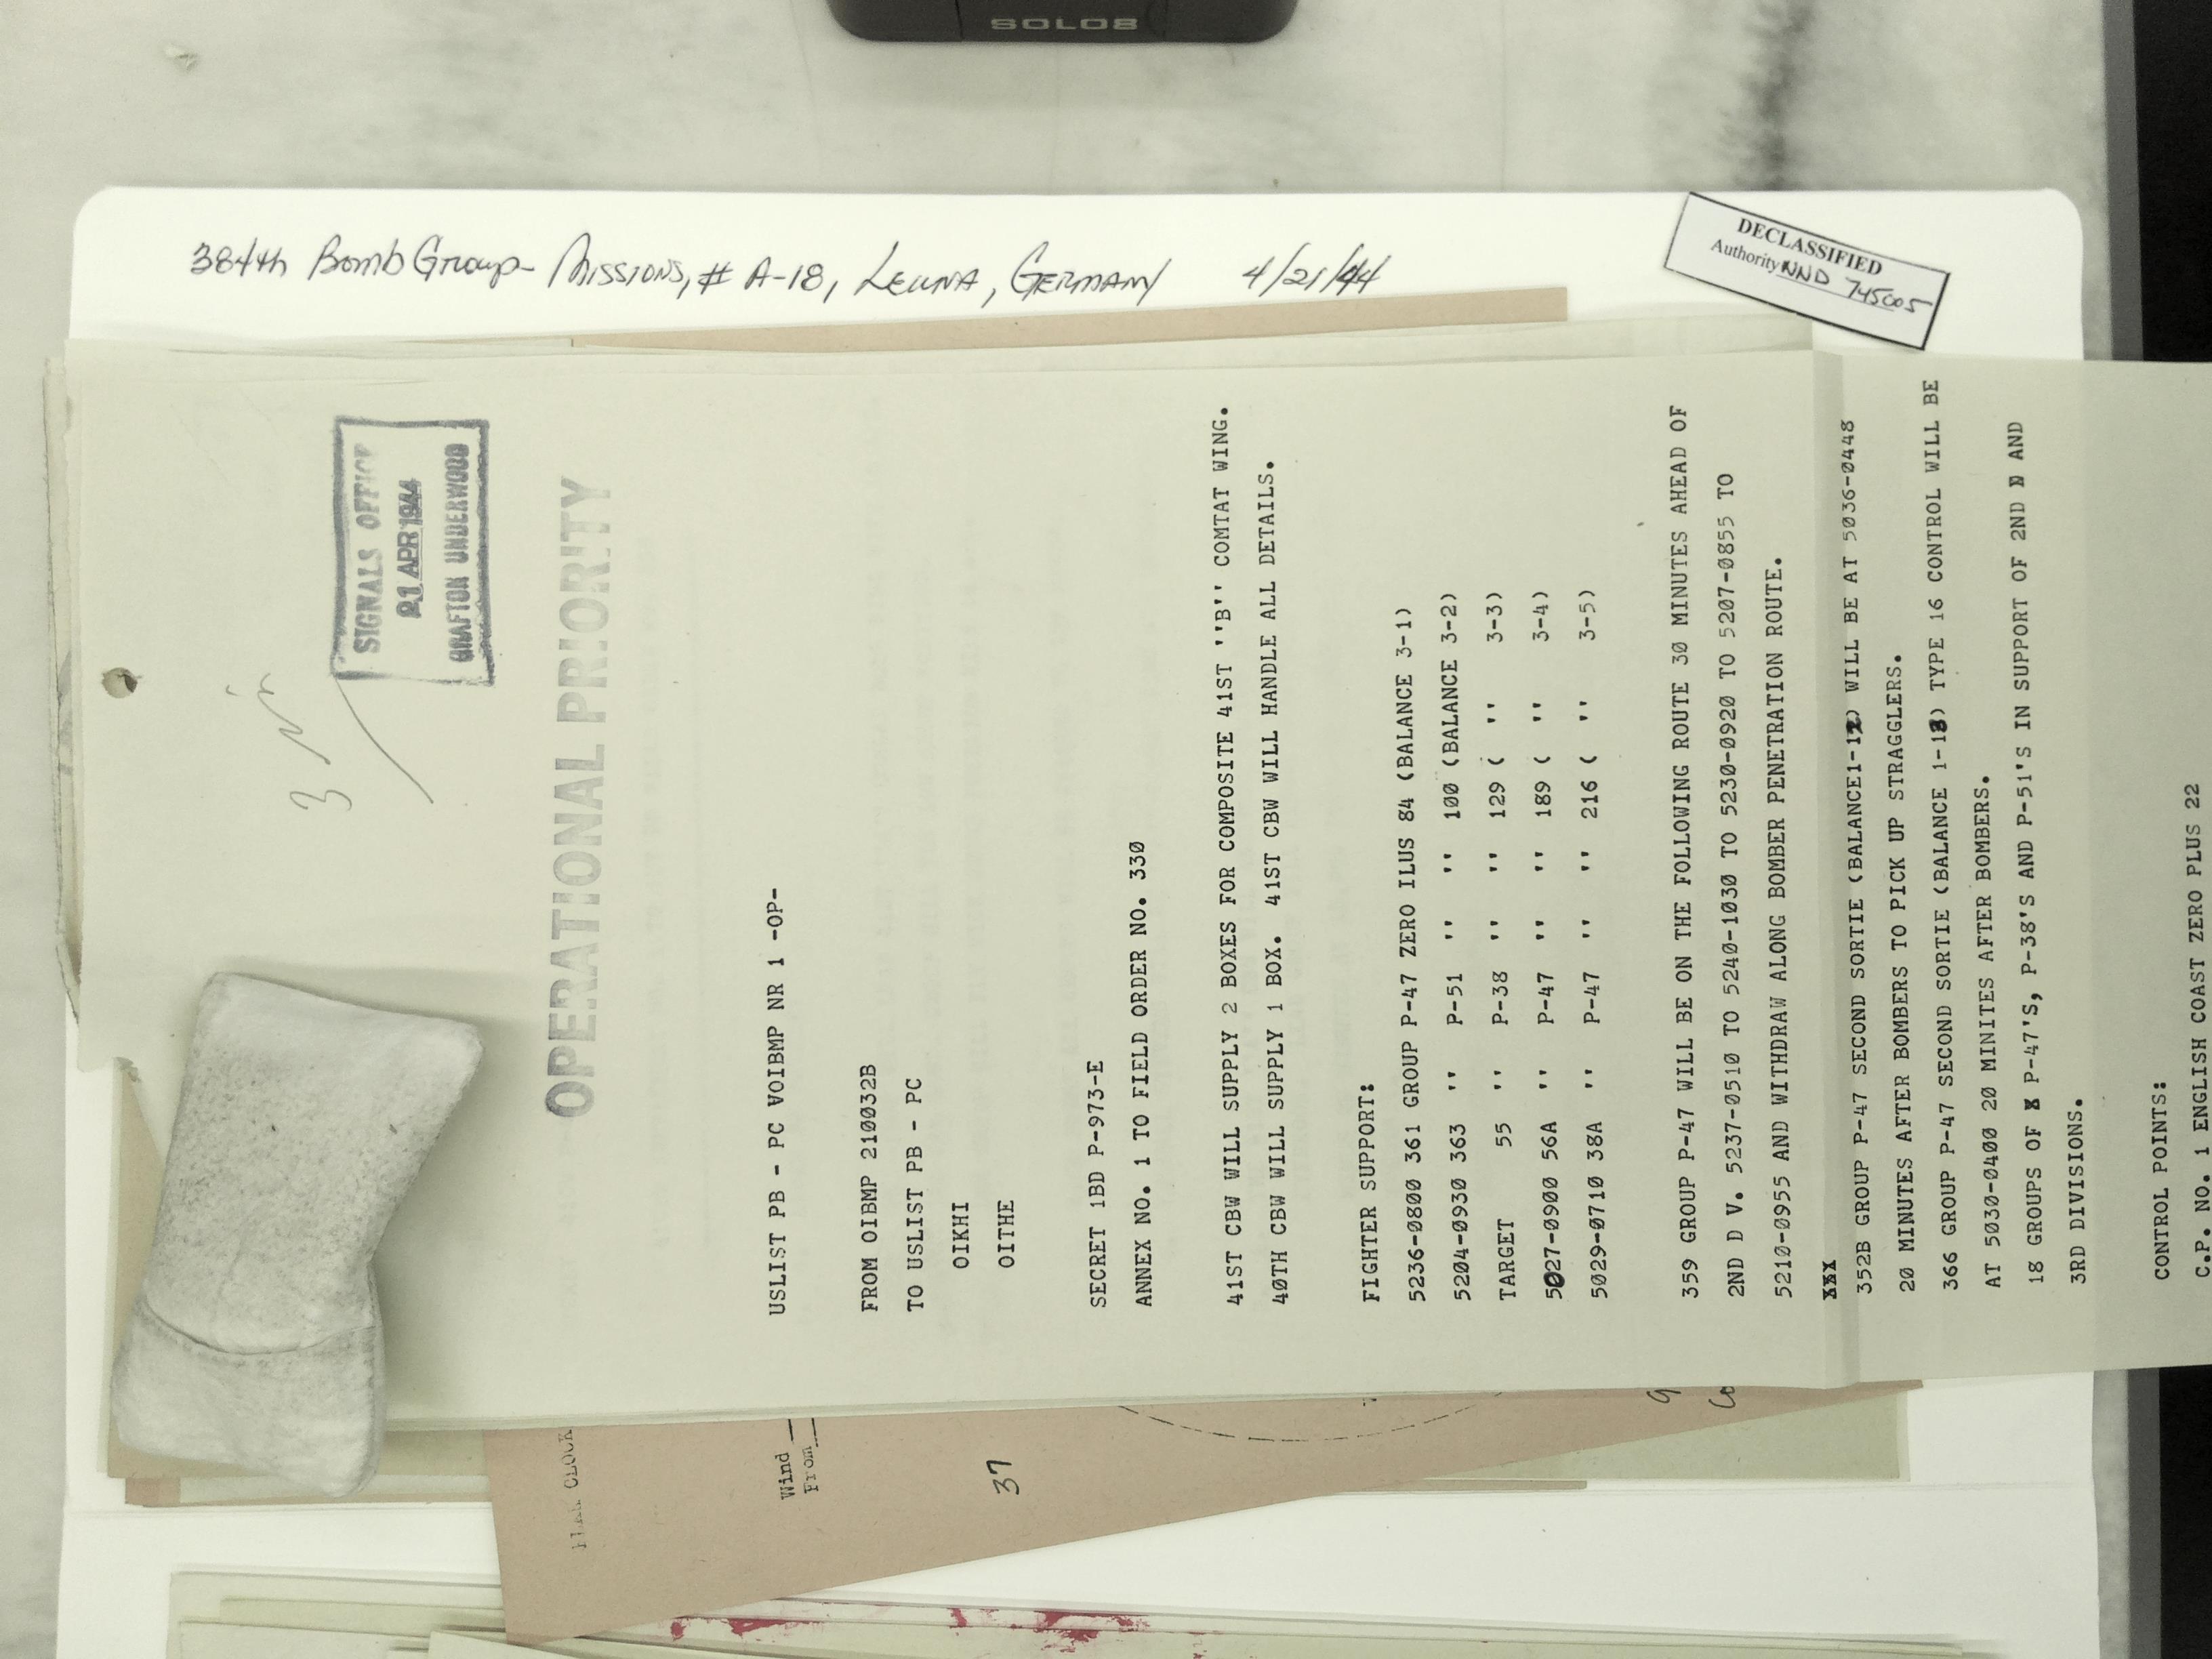 SOLO8
384th Bomb Group- Missions, # A-18, Leuna, Germany 4/21/44
DECLASSIFIED
Authority NND 745005
SIGNALS OFFICE
21 APR 1944
GRAFTON UNDERWOOD
OPERATIONAL PRIORITY
USLIST PB - PC VOIBMP NR 1 -OP-
FROM OIBMP 210032B
TO USLIST PB - PC
OIKHI
OITHE
SECRET 1BD P-973-E
ANNEX NO. 1 TO FIELD ORDER NO. 330
41ST CBW WILL SUPPLY 2 BOXES FOR COMPOSITE 41ST ''B'' COMTAT WING.
40TH CBW WILL SUPPLY 1 BOX. 41ST CBW WILL HANDLE ALL DETAILS.
FIGHTER SUPPORT:
5236-0800 361 GROUP P-47 ZERO ILUS 84 (BALANCE 3-1)
5204-0930 363 '' P-51 '' '' 100 (BALANCE 3-2)
TARGET 55 '' P-38 '' '' 129 ( '' 3-3)
5027-0900 56A '' P-47 '' '' 189 ( '' 3-4)
5029-0710 38A '' P-47 '' '' 216 ( '' 3-5)
359 GROUP P-47 WILL BE ON THE FOLLOWING ROUTE 30 MINUTES AHEAD OF
2ND D V. 5237-0510 TO 5240-1030 TO 5230-0920 TO 5207-0855 TO
5210-0955 AND WITHDRAW ALONG BOMBER PENETRATION ROUTE.
XXX
352B GROUP P-47 SECOND SORTIE (BALANCE1-12) WILL BE AT 5036-0448
20 MINUTES AFTER BOMBERS TO PICK UP STRAGGLERS.
366 GROUP P-47 SECOND SORTIE (BALANCE 1-18) TYPE 16 CONTROL WILL BE
AT 5030-0400 20 MINITES AFTER BOMBERS.
18 GROUPS OF X P-47'S, P-38'S AND P-51'S IN SUPPORT OF 2ND D AND
3RD DIVISIONS.
CONTROL POINTS:
C.P. NO. 1 ENGLISH COAST ZERO PLUS 22
CLOCK
Wind
From
37